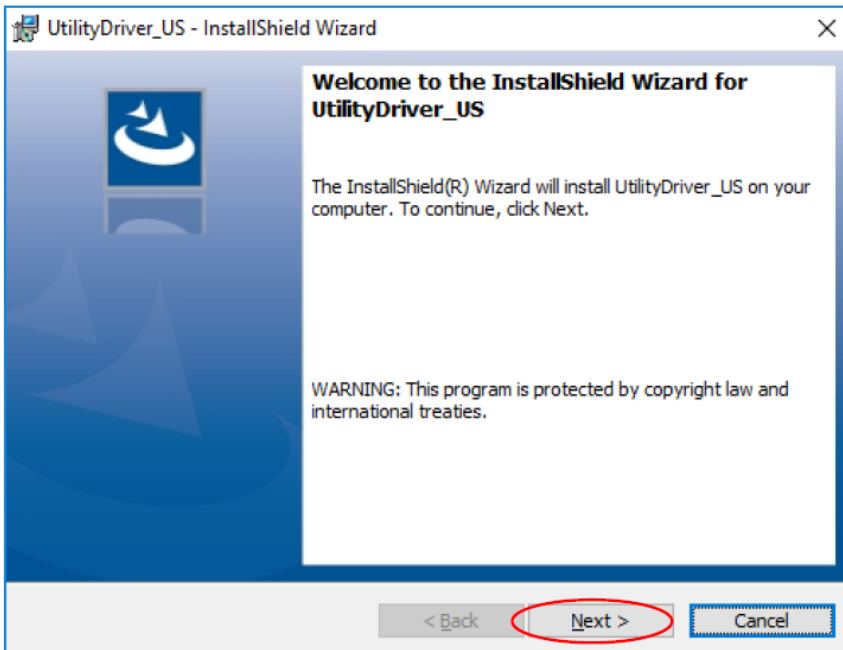 UtilityDriver_US - InstallShield Wizard
Welcome to the InstallShield Wizard for
UtilityDriver_US
The InstallShield(R) Wizard will install UtilityDriver_US on your
computer. To continue, click Next.
WARNING: This program is protected by copyright law and
international treaties.
< Back
Next >
Cancel